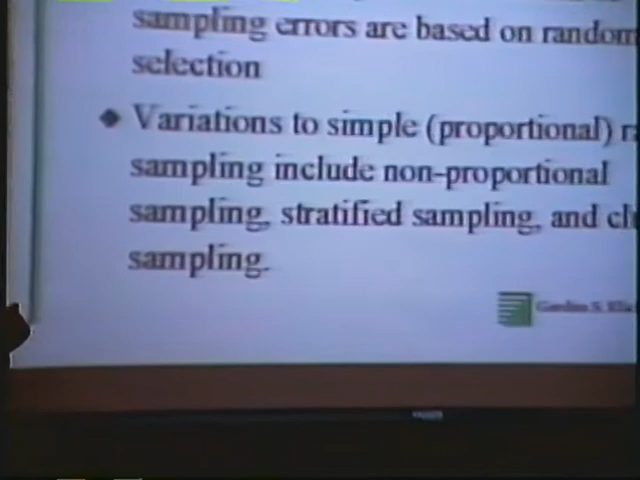 sampling errors are based on random
selection
◆ Variations to simple (proportional)
sampling include non-proportional
sampling, stratified sampling, and
sampling.